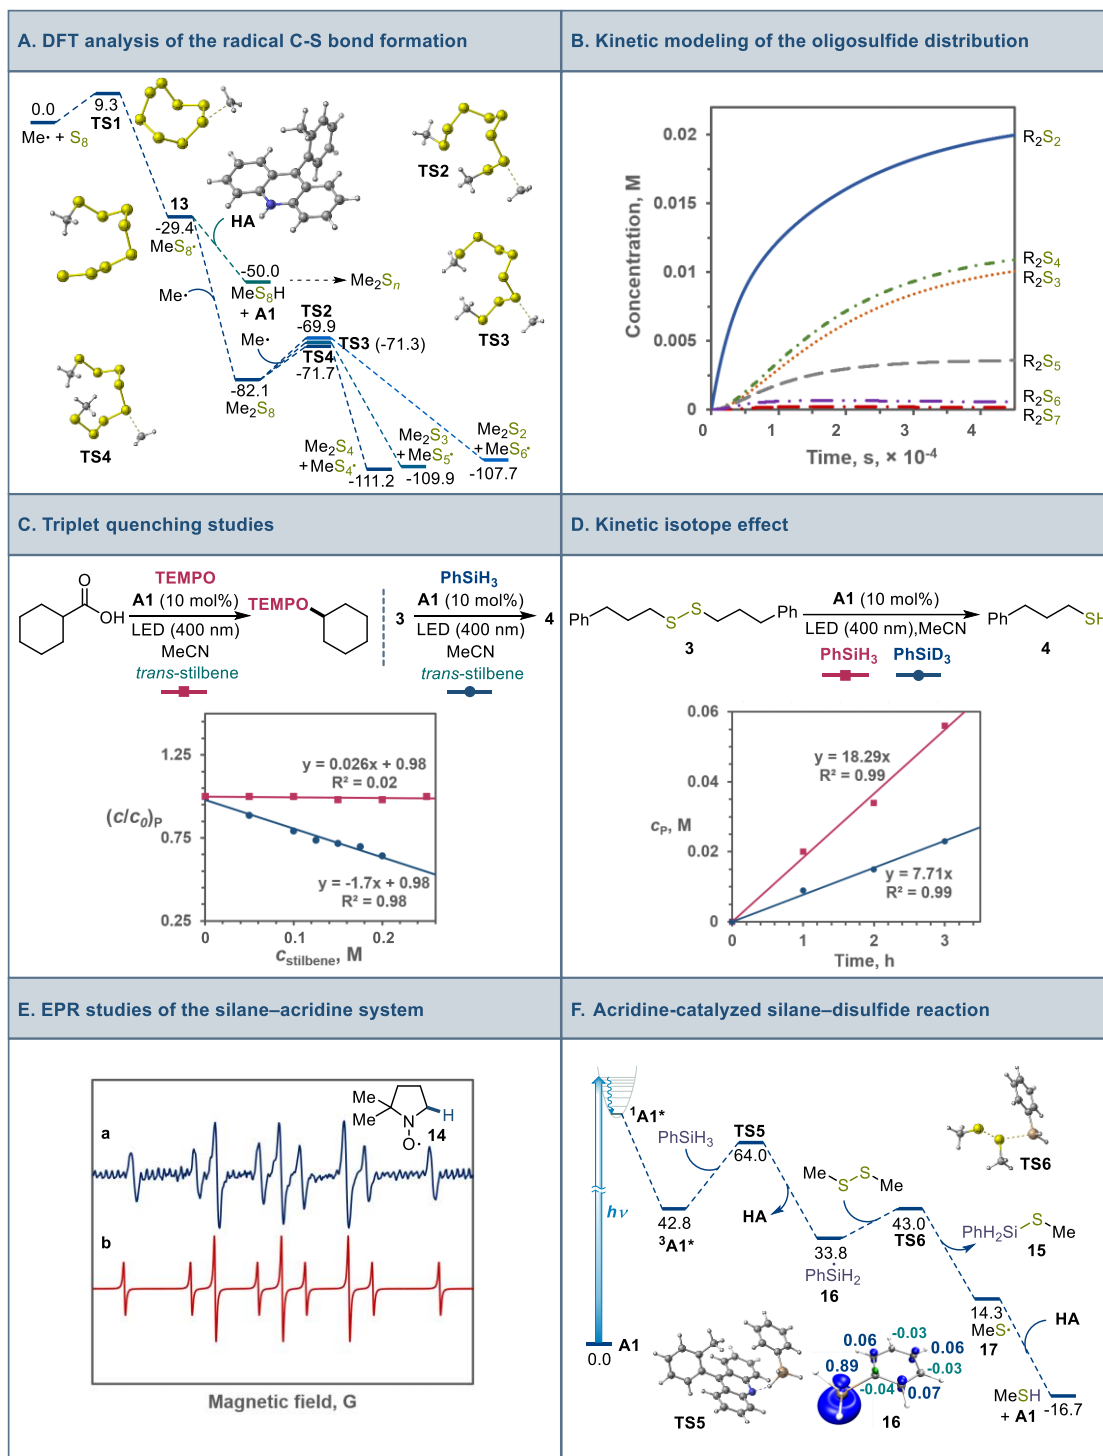 A. DFT analysis of the radical C-S bond formation
0.0
Me• + S8
9.3
TS1
13
-29.4
MeS8•
HA
-50.0
MeS8H
+ A1
Me2Sn
Me•
Me•
TS2
-69.9
TS3 (-71.3)
TS4
-71.7
-82.1
Me2S8
Me2S4
+ MeS4•
-111.2
Me2S3
+ MeS5•
-109.9
Me2S2
+ MeS6•
-107.7
TS2
TS3
TS4
B. Kinetic modeling of the oligosulfide distribution
Concentration, M
0.02
0.015
0.01
0.005
0
0 1 2 3 4
Time, s, × 10-4
R2S2
R2S4
R2S3
R2S5
R2S6
R2S7
C. Triplet quenching studies
O
OH
TEMPO
A1 (10 mol%)
LED (400 nm)
MeCN
trans-stilbene
TEMPO
O
3
PhSiH3
A1 (10 mol%)
LED (400 nm)
MeCN
trans-stilbene
4
(c/c0)P
1.25
0.75
0.25
y = 0.026x + 0.98
R² = 0.02
y = -1.7x + 0.98
R² = 0.98
0 0.1 0.2
cstilbene, M
D. Kinetic isotope effect
Ph
S
S
Ph
3
A1 (10 mol%)
LED (400 nm),MeCN
PhSiH3 PhSiD3
Ph
SH
4
cP, M
0.06
0.04
0.02
0
y = 18.29x
R² = 0.99
y = 7.71x
R² = 0.99
0 1 2 3
Time, h
E. EPR studies of the silane–acridine system
a
b
Me
Me
N
O•
H
14
Magnetic field, G
F. Acridine-catalyzed silane–disulfide reaction
hν
A1
0.0
1A1*
42.8
3A1*
PhSiH3
TS5
64.0
HA
33.8
PhSiH2
16
Me
S
S
Me
43.0
TS6
PhH2Si
S
Me
15
14.3
MeS•
17
HA
MeSH
+ A1
-16.7
TS6
TS5
0.89
0.06
-0.03
0.06
-0.03
-0.04
0.07
16